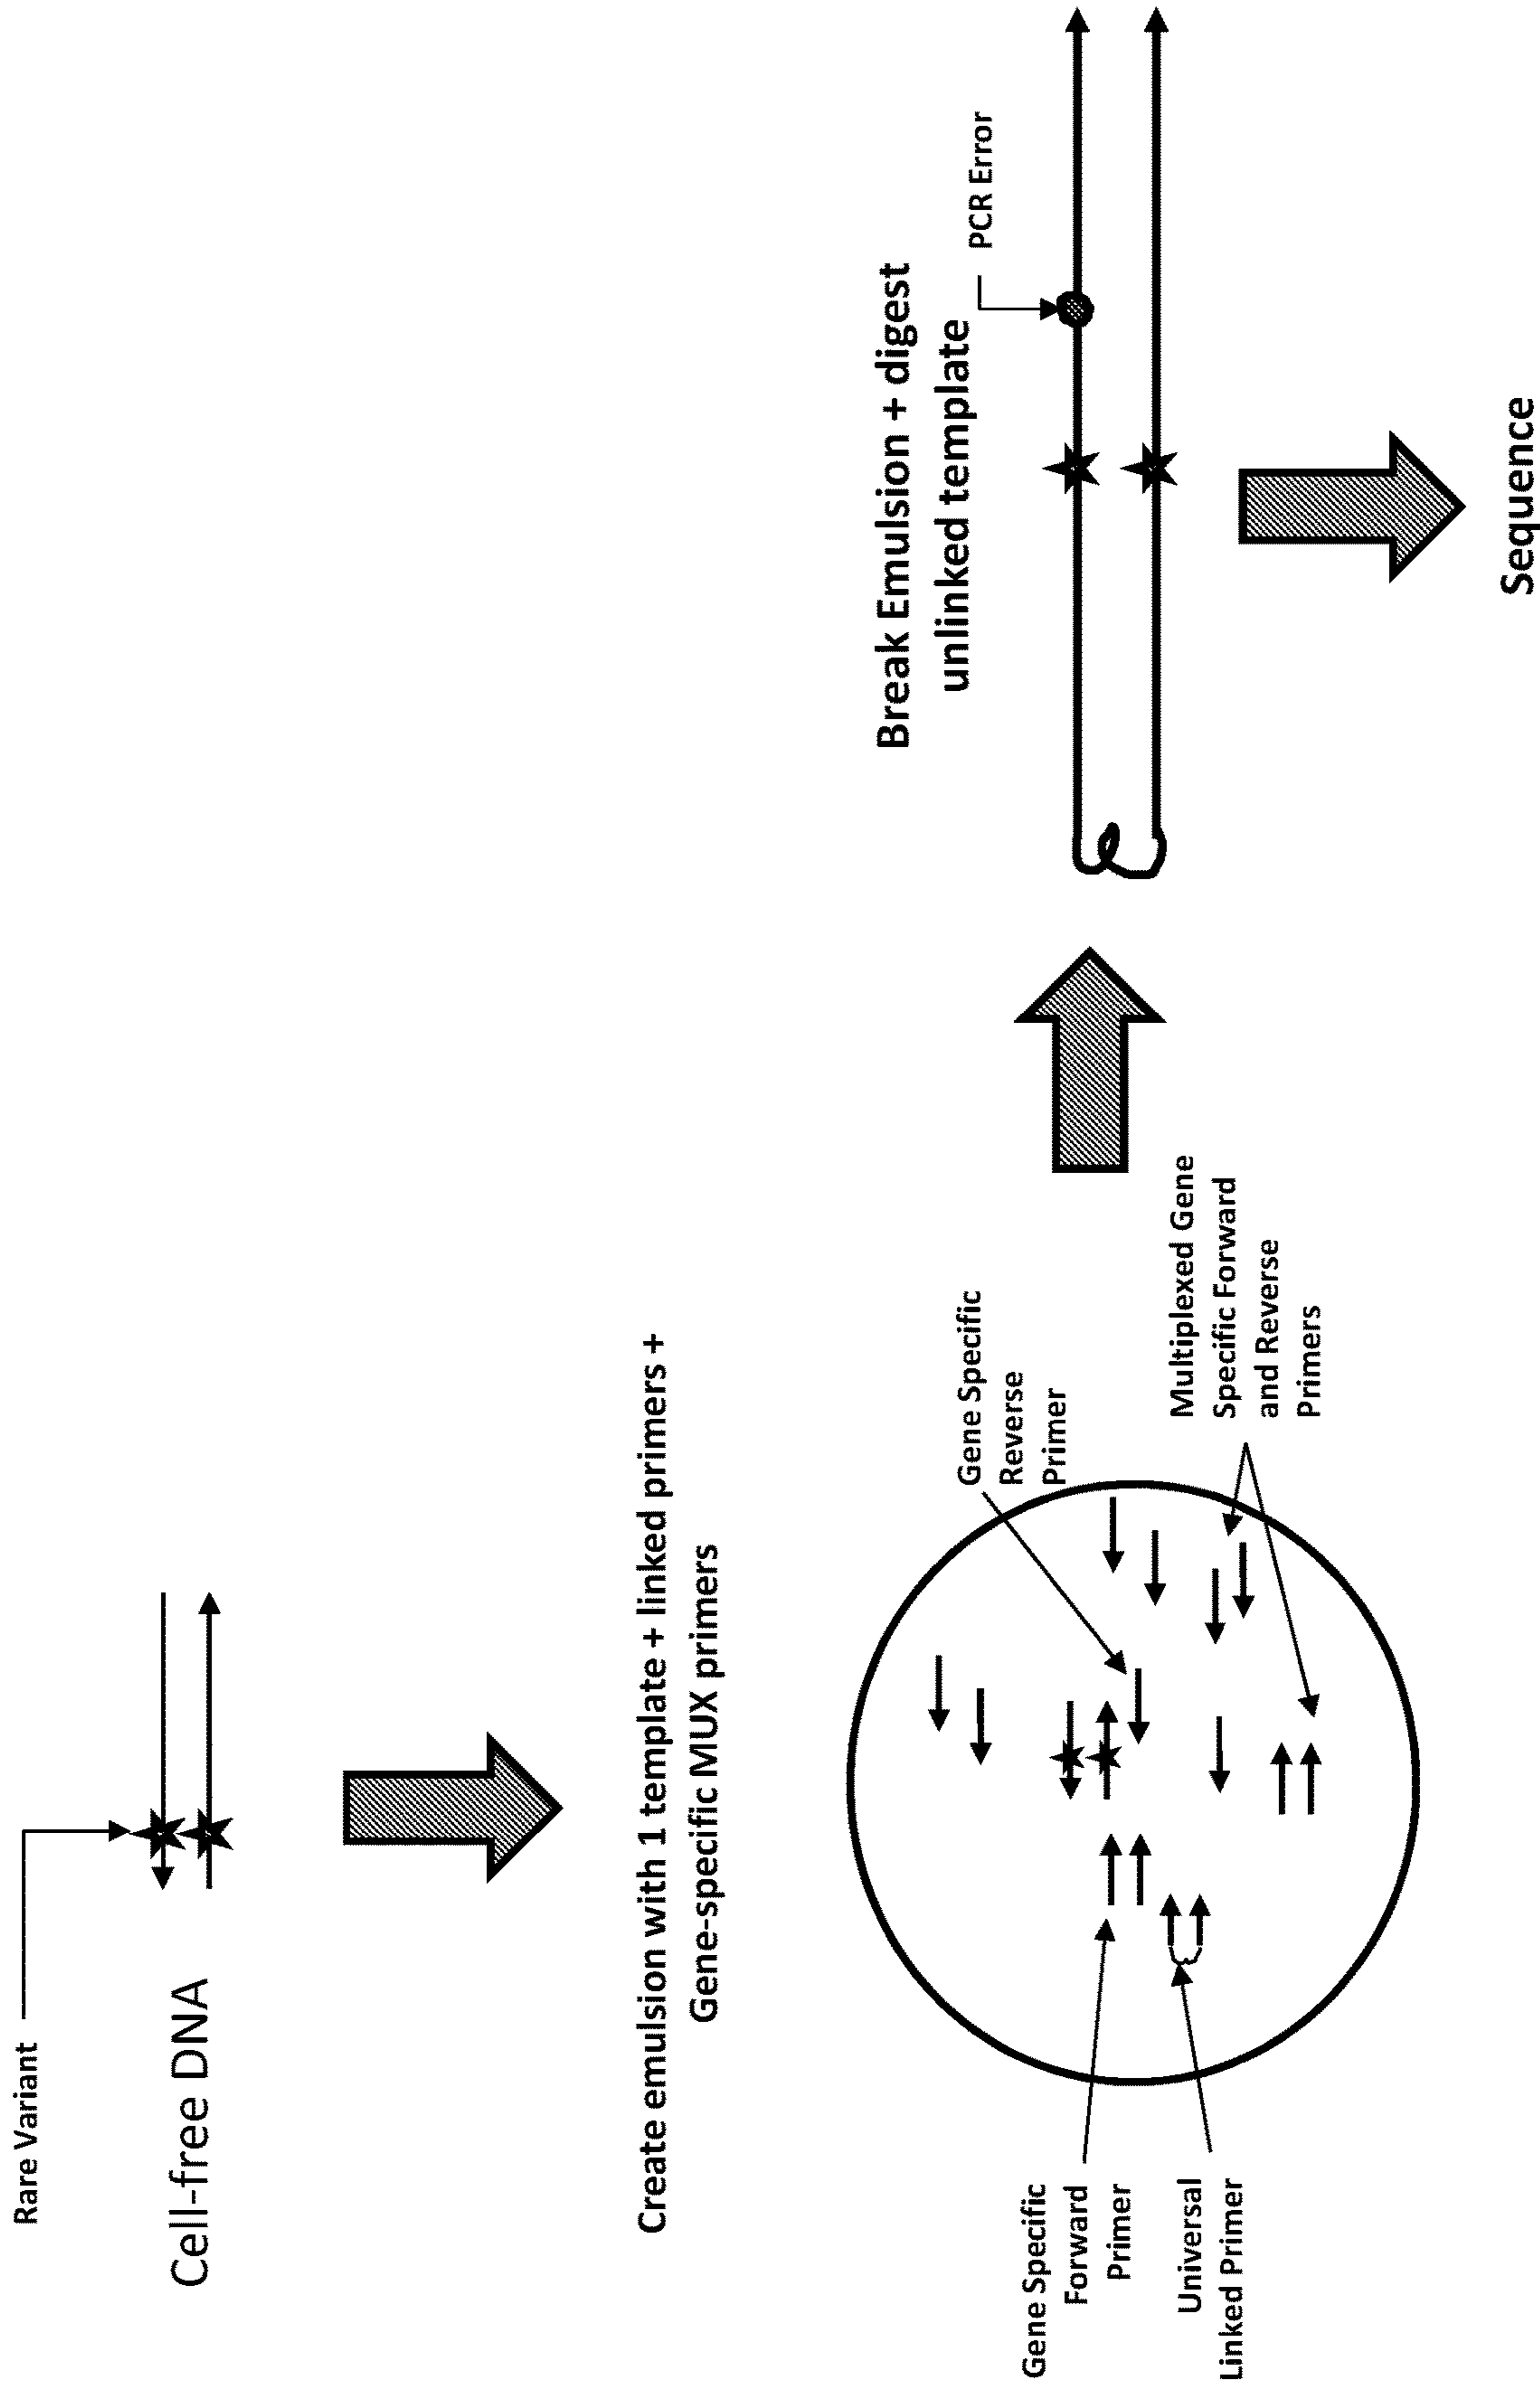 Rare Variant
Cell-free DNA
Create emulsion with 1 template + linked primers +
Gene-specific MUX primers
Gene Specific
Forward
Primer
Universal
Linked Primer
Gene Specific
Reverse
Primer
Multiplexed Gene
Specific Forward
and Reverse
Primers
Break Emulsion + digest
unlinked template
PCR Error
Sequence